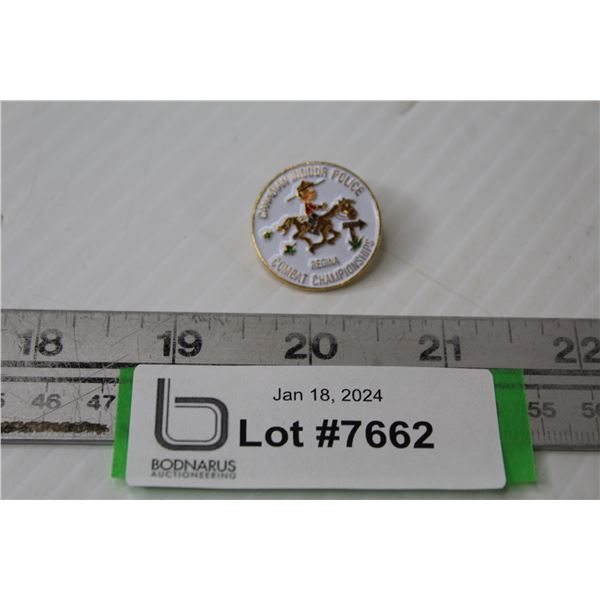 CANADIAN INDOOR POLICE
REGINA
COMBAT CHAMPIONSHIPS
18 19 20 21 22
46 47 55 56
Jan 18, 2024
Lot #7662
BODNARUS
AUCTIONEERING